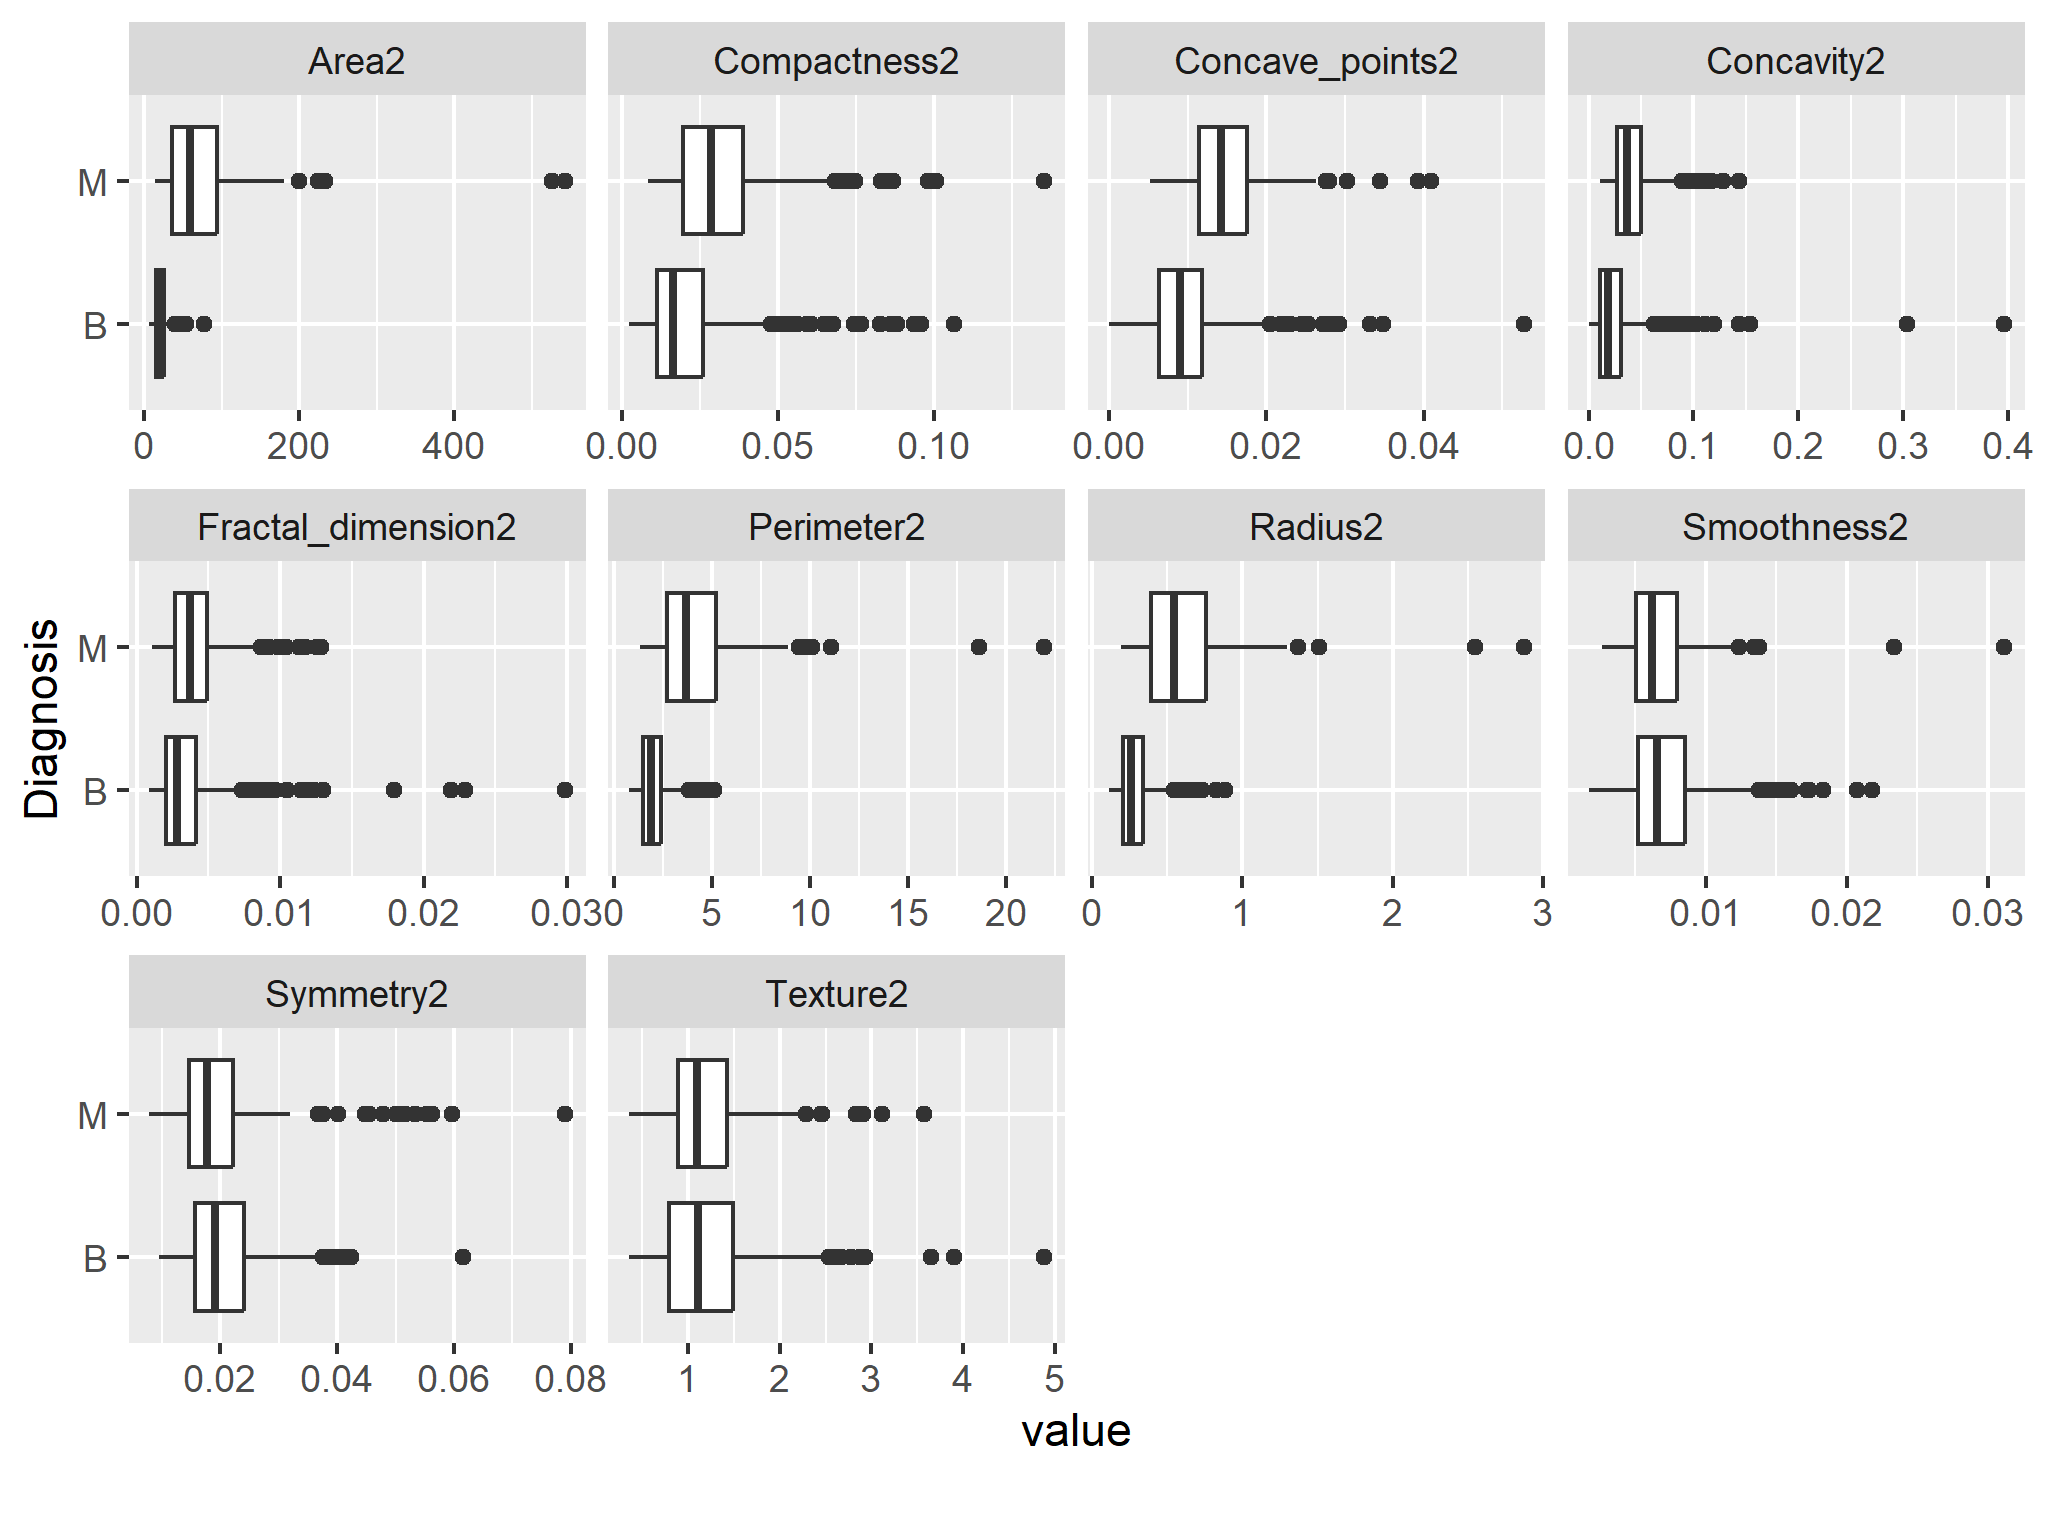 Area2 Compactness2 Concave_points2 Concavity2
M
B
0 200 400 0.00 0.05 0.10 0.00 0.02 0.04 0.0 0.1 0.2 0.3 0.4
Fractal_dimension2 Perimeter2 Radius2 Smoothness2
M
Diagnosis
B
0.00 0.01 0.02 0.03 0 5 10 15 20 0 1 2 3 0.01 0.02 0.03
Symmetry2 Texture2
M
B
0.02 0.04 0.06 0.08 1 2 3 4 5
value